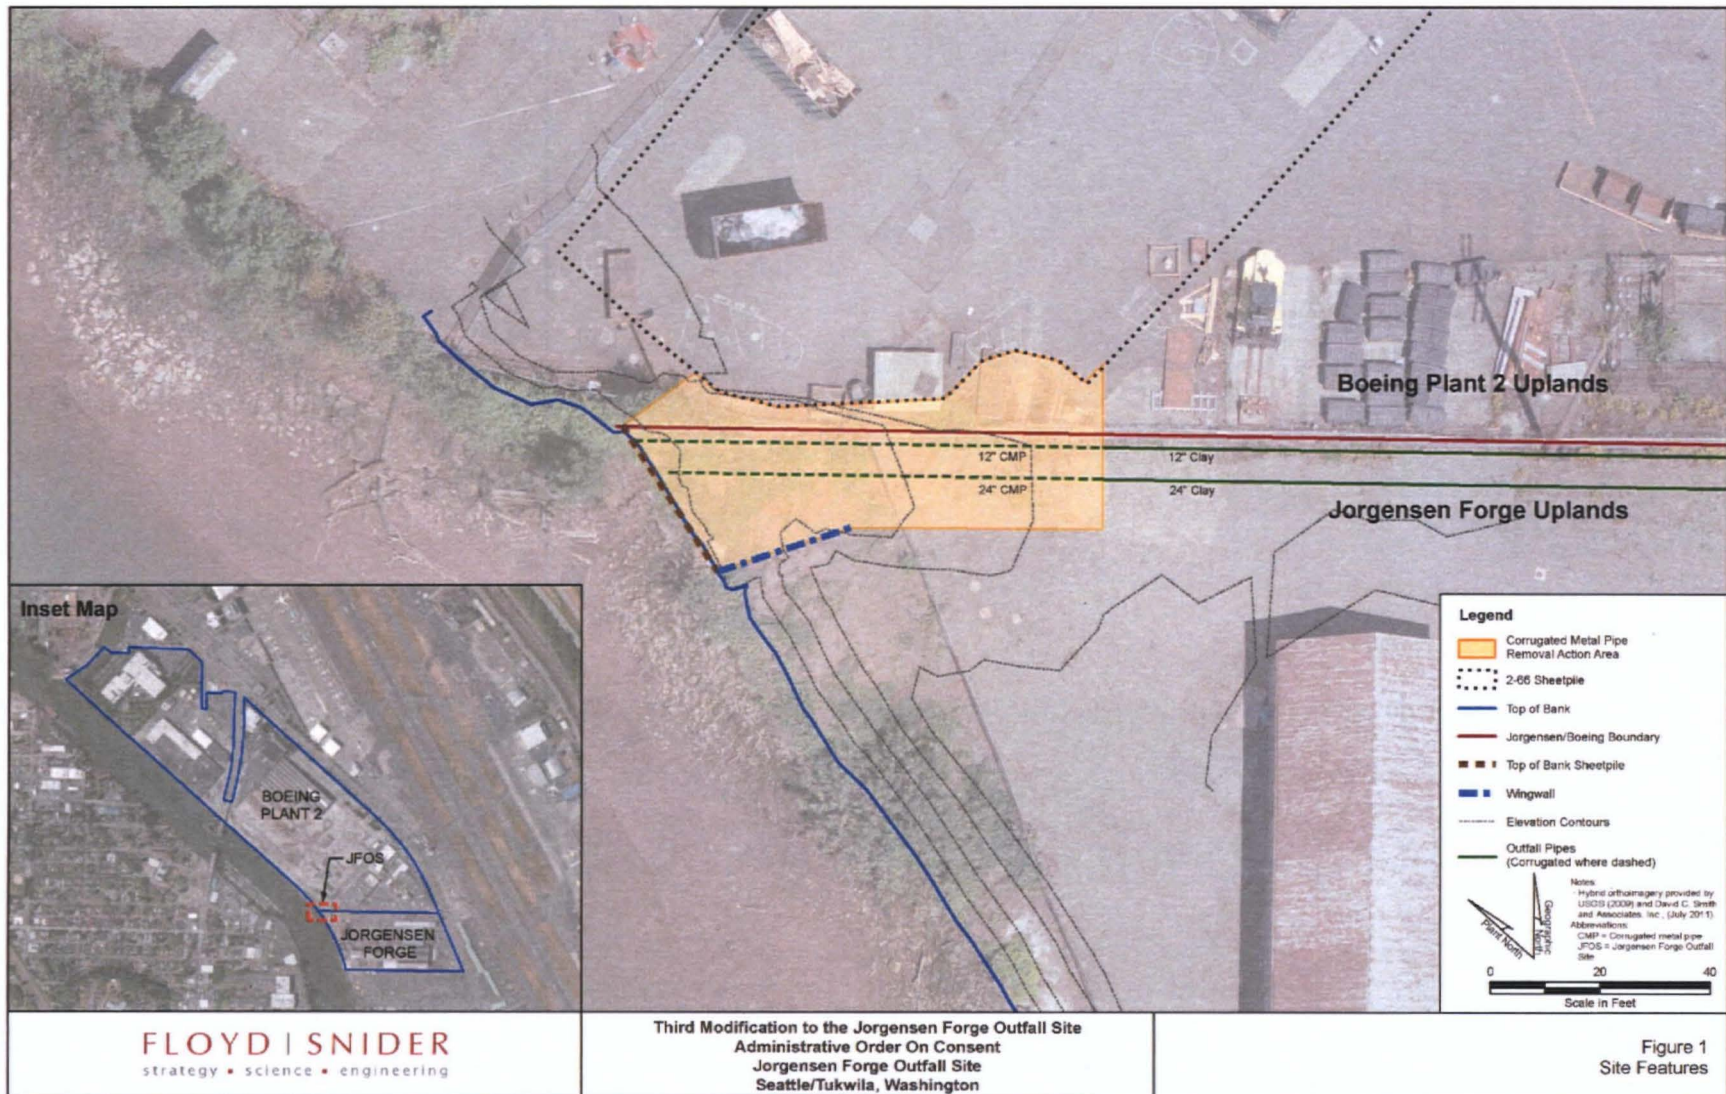 Boeing Plant 2 Uplands
12" CMP
12" Clay
24" CMP
24" Clay
Jorgensen Forge Uplands
Inset Map
BOEING
PLANT 2
JFOS
JORGENSEN
FORGE
Legend
Corrugated Metal Pipe
Removal Action Area
2-66 Sheetpile
Top of Bank
Jorgensen/Boeing Boundary
Top of Bank Sheetpile
Wingwall
Elevation Contours
Outfall Pipes
(Corrugated where dashed)
Plant North
Geographic
North
Notes:
- Hybrid orthoimagery provided by
USGS (2009) and David C. Smith
and Associates, Inc., (July 2011).
Abbreviations:
CMP = Corrugated metal pipe
JFOS = Jorgensen Forge Outfall
Site
0 20 40
Scale in Feet
FLOYD | SNIDER
strategy • science • engineering
Third Modification to the Jorgensen Forge Outfall Site
Administrative Order On Consent
Jorgensen Forge Outfall Site
Seattle/Tukwila, Washington
Figure 1
Site Features